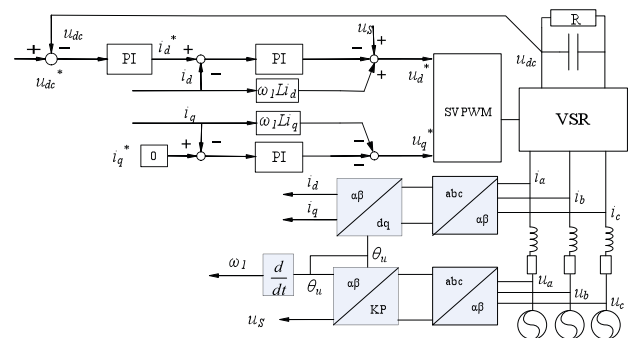 u_dc
u_s
R
+
−
i_d*
+
−
−
+
PI
PI
u_dc
u_dc*
i_d
−
ω₁Li_d
+
u_d*
SVPWM
VSR
i_q
ω₁Li_q
i_q*
0
+
−
PI
−
−
u_q*
i_a
i_d
αβ
abc
i_b
i_q
dq
αβ
i_c
ω₁
d/dt
θ_u
θ_u
αβ
abc
u_a
u_s
KP
αβ
u_b
u_c